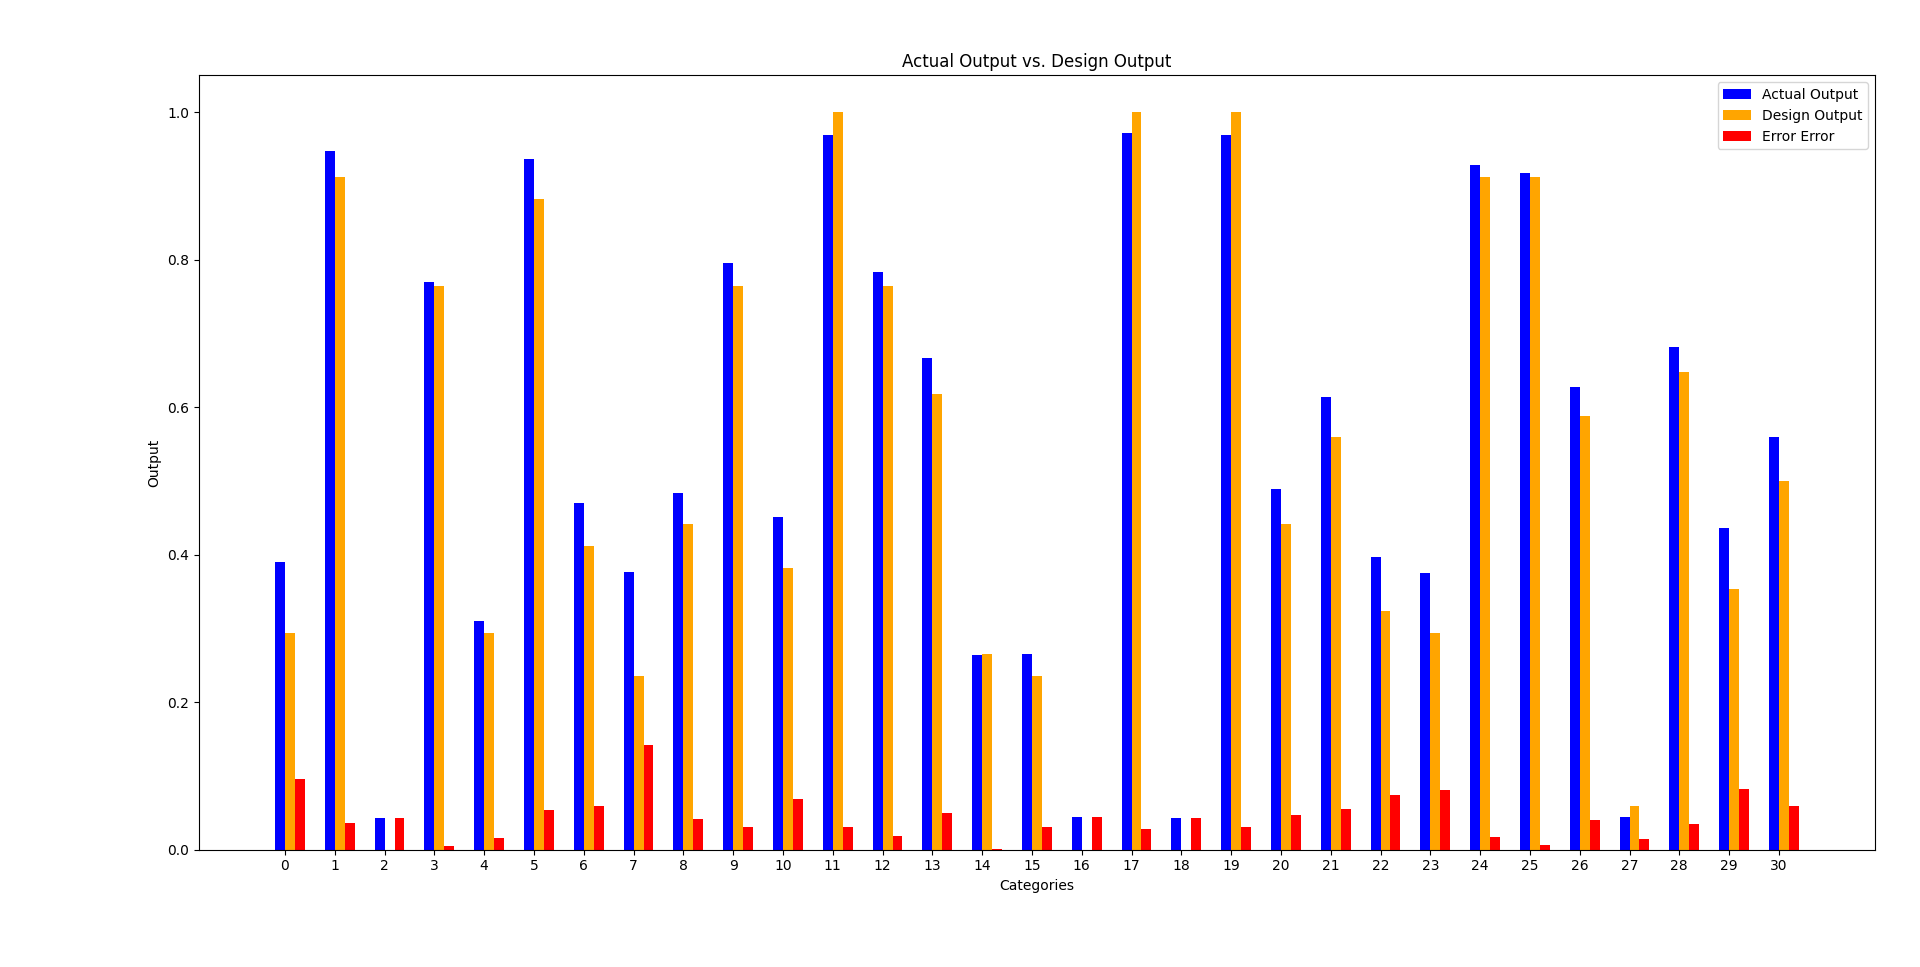 Actual Output vs. Design Output
Actual Output
Design Output
Error Error
1.0
0.8
0.6
0.4
0.2
0.0
Output
0 1 2 3 4 5 6 7 8 9 10 11 12 13 14 15 16 17 18 19 20 21 22 23 24 25 26 27 28 29 30
Categories